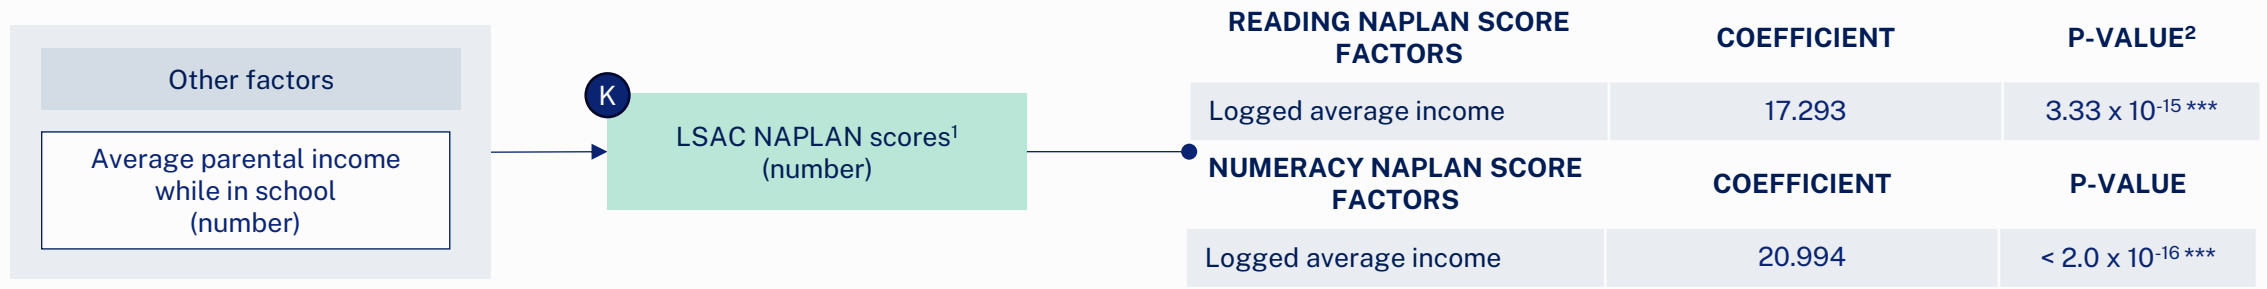 Other factors
Average parental income
while in school
(number)
K
LSAC NAPLAN scores¹
(number)
READING NAPLAN SCORE
FACTORS
COEFFICIENT
P-VALUE²
Logged average income
17.293
3.33 x 10⁻¹⁵ ***
NUMERACY NAPLAN SCORE
FACTORS
COEFFICIENT
P-VALUE
Logged average income
20.994
< 2.0 x 10⁻¹⁶ ***